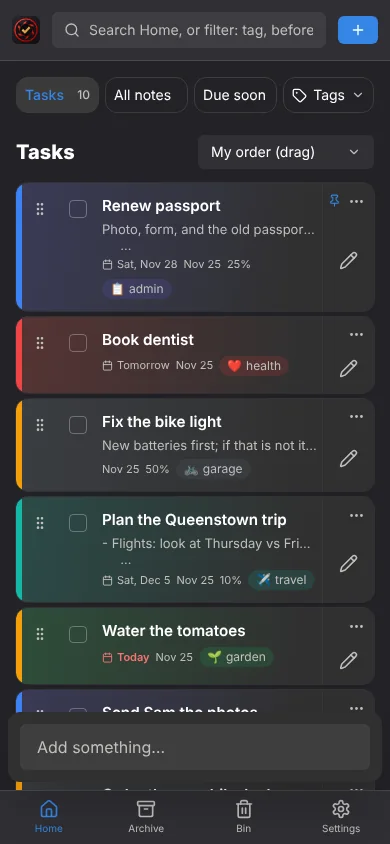 Search Home, or filter: tag, before
Tasks 10
All notes
Due soon
Tags
Tasks
My order (drag)
Renew passport
Photo, form, and the old passpor...
...
Sat, Nov 28 Nov 25 25%
admin
Book dentist
Tomorrow Nov 25 health
Fix the bike light
New batteries first; if that is not it...
Nov 25 50% garage
Plan the Queenstown trip
- Flights: look at Thursday vs Fri...
...
Sat, Dec 5 Nov 25 10% travel
Water the tomatoes
Today Nov 25 garden
Send Sam the photos
Add something...
Home
Archive
Bin
Settings